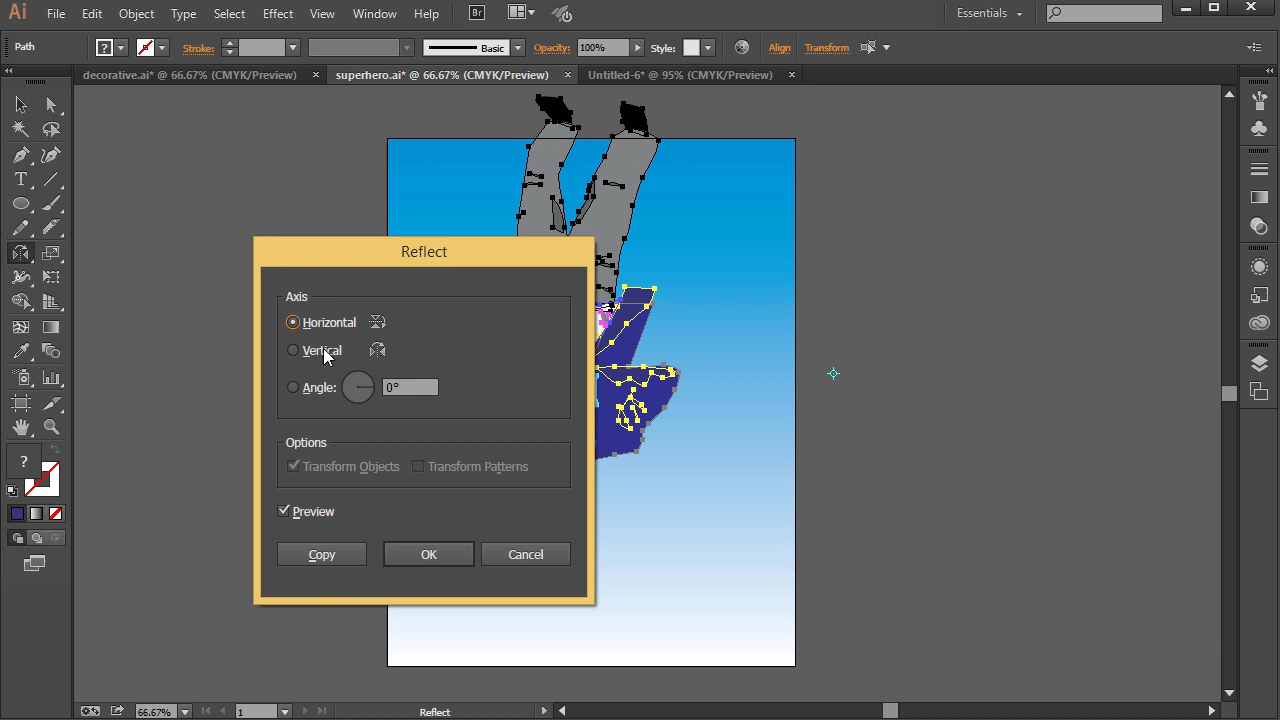 Ai File Edit Object Type Select Effect View Window Help Br Essentials
Path ? Stroke: Basic Opacity: 100% Style: Align Transform
decorative.ai* @ 66.67% (CMYK/Preview) × superhero.ai* @ 66.67% (CMYK/Preview) × Untitled-6* @ 95% (CMYK/Preview) ×
T
Reflect
Axis
Horizontal
Vertical
Angle: 0°
Options
Transform Objects Transform Patterns
?
Preview
Copy OK Cancel
66.67% 1 Reflect